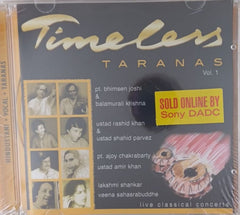 Timeless
TARANAS
Vol. 1
pt. bhimsen joshi
&
balamurali krishna
SOLD ONLINE BY
Sony DADC
ustad rashid khan
&
ustad shahid parvez
pt. ajoy chakrabarty
ustad amir khan
lakshmi shankar
veena sahasrabuddhe
live classical concerts
HINDUSTANI • VOCAL • TARANAS